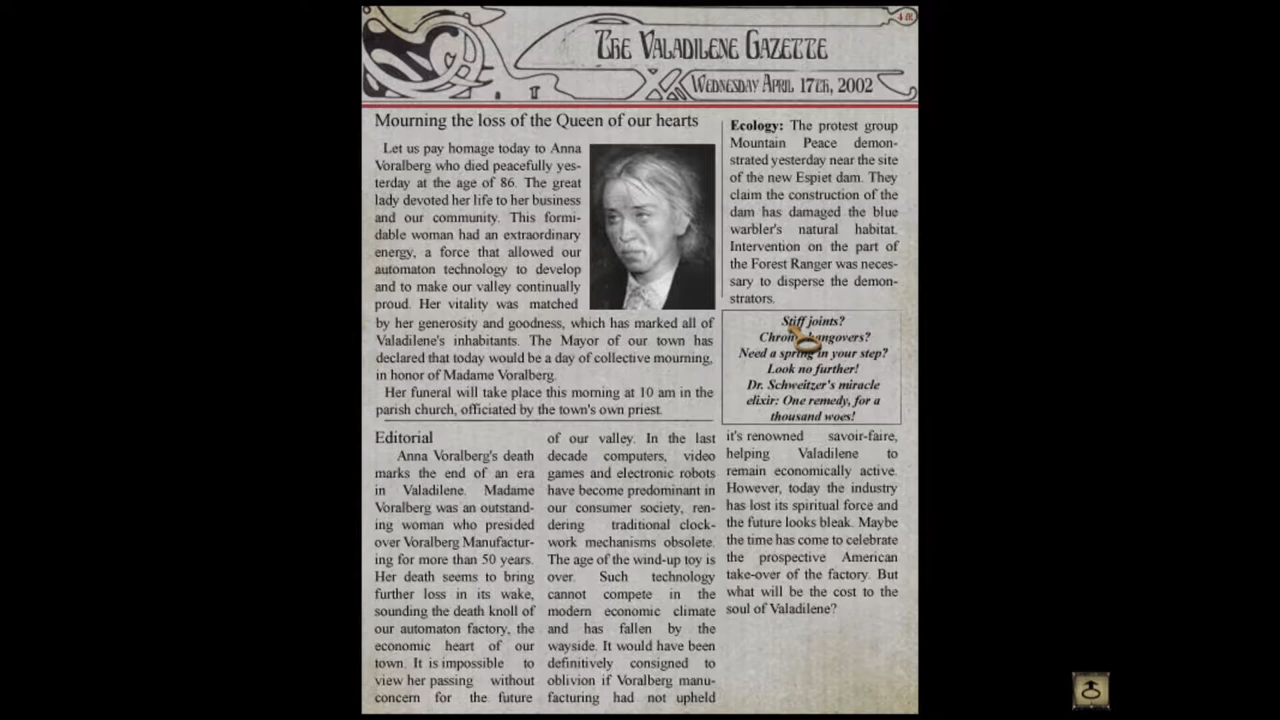 The Valadilene Gazette
Wednesday April 17th, 2002
Mourning the loss of the Queen of our hearts
Let us pay homage today to Anna
Voralberg who died peacefully yes-
terday at the age of 86. The great
lady devoted her life to her business
and our community. This formi-
dable woman had an extraordinary
energy, a force that allowed our
automaton technology to develop
and to make our valley continually
proud. Her vitality was matched
by her generosity and goodness, which has marked all of
Valadilene's inhabitants. The Mayor of our town has
declared that today would be a day of collective mourning,
in honor of Madame Voralberg.
Her funeral will take place this morning at 10 am in the
parish church, officiated by the town's own priest.
Ecology: The protest group
Mountain Peace demon-
strated yesterday near the site
of the new Espiet dam. They
claim the construction of the
dam has damaged the blue
warbler's natural habitat.
Intervention on the part of
the Forest Ranger was neces-
sary to disperse the demon-
strators.
Stiff joints?
hangovers?
Need a spring in your step?
Look no further!
Dr. Schweitzer's miracle
elixir: One remedy, for a
thousand woes!
Editorial
Anna Voralberg's death
marks the end of an era
in Valadilene. Madame
Voralberg was an outstand-
ing woman who presided
over Voralberg Manufactur-
ing for more than 50 years.
Her death seems to bring
further loss in its wake,
sounding the death knoll of
our automaton factory, the
economic heart of our
town. It is impossible to
view her passing without
concern for the future
of our valley. In the last
decade computers, video
games and electronic robots
have become predominant in
our consumer society, ren-
dering traditional clock-
work mechanisms obsolete.
The age of the wind-up toy is
over. Such technology
cannot compete in the
modern economic climate
and has fallen by the
wayside. It would have been
definitively consigned to
oblivion if Voralberg manu-
facturing had not upheld
it's renowned savoir-faire,
helping Valadilene to
remain economically active.
However, today the industry
has lost its spiritual force and
the future looks bleak. Maybe
the time has come to celebrate
the prospective American
take-over of the factory. But
what will be the cost to the
soul of Valadilene?